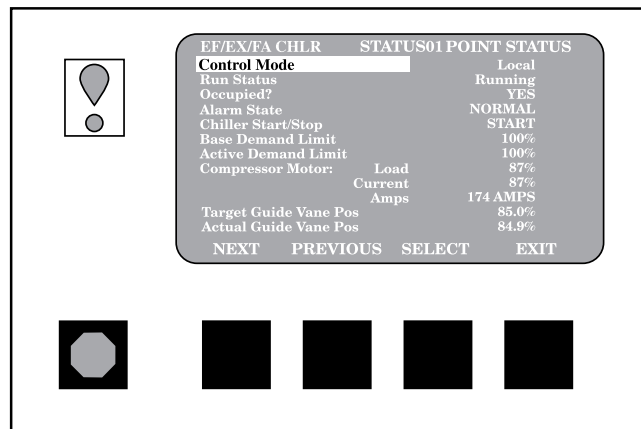 EF/EX/FA CHLR STATUS01 POINT STATUS
Control Mode Local
Run Status Running
Occupied? YES
Alarm State NORMAL
Chiller Start/Stop START
Base Demand Limit 100%
Active Demand Limit 100%
Compressor Motor: Load 87%
Current 87%
Amps 174 AMPS
Target Guide Vane Pos 85.0%
Actual Guide Vane Pos 84.9%
NEXT PREVIOUS SELECT EXIT